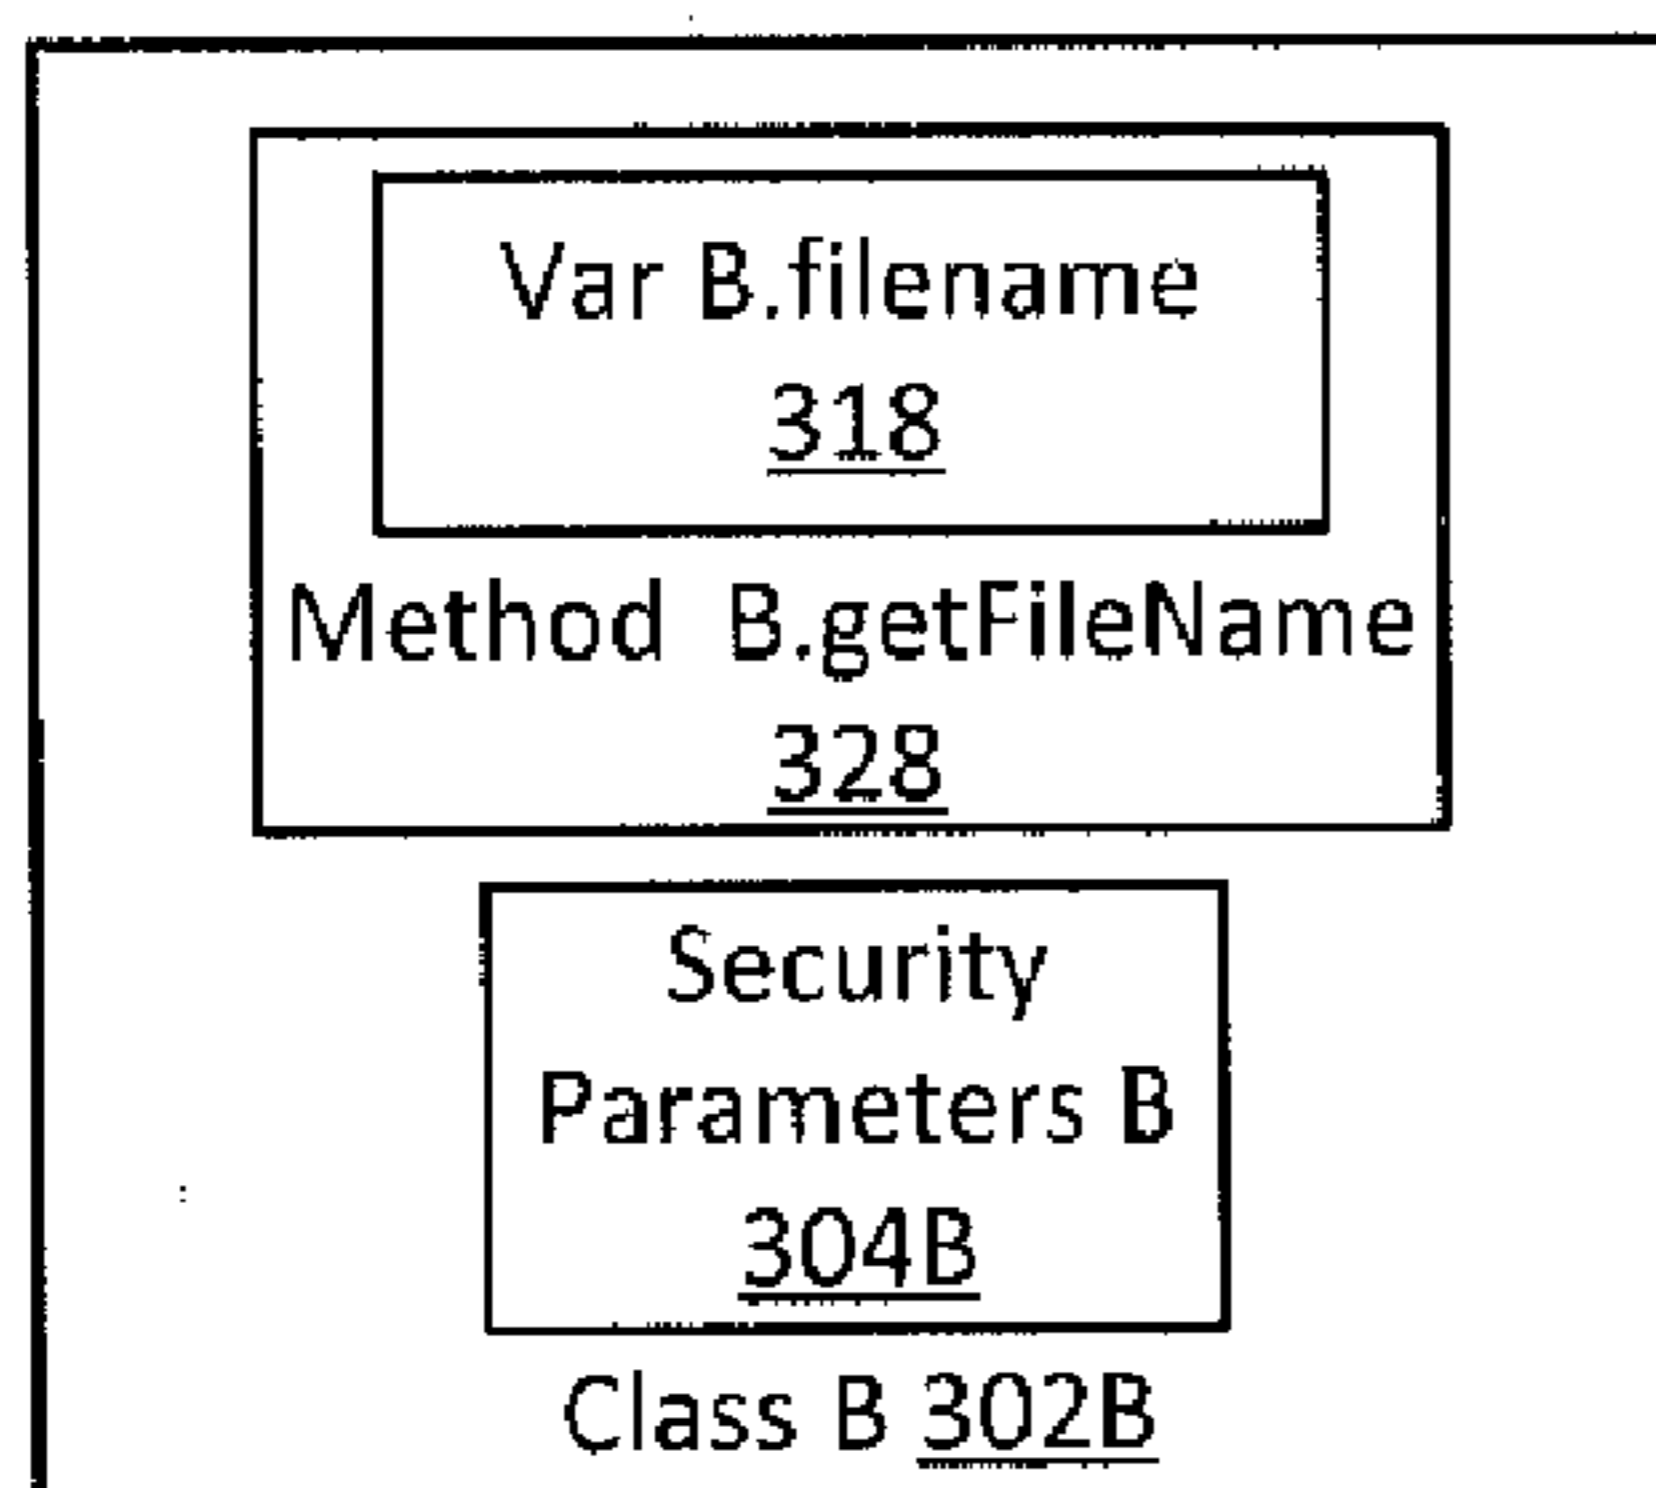 Var B.filename
318
Method B.getFileName
328
Security
Parameters B
304B
Class B 302B